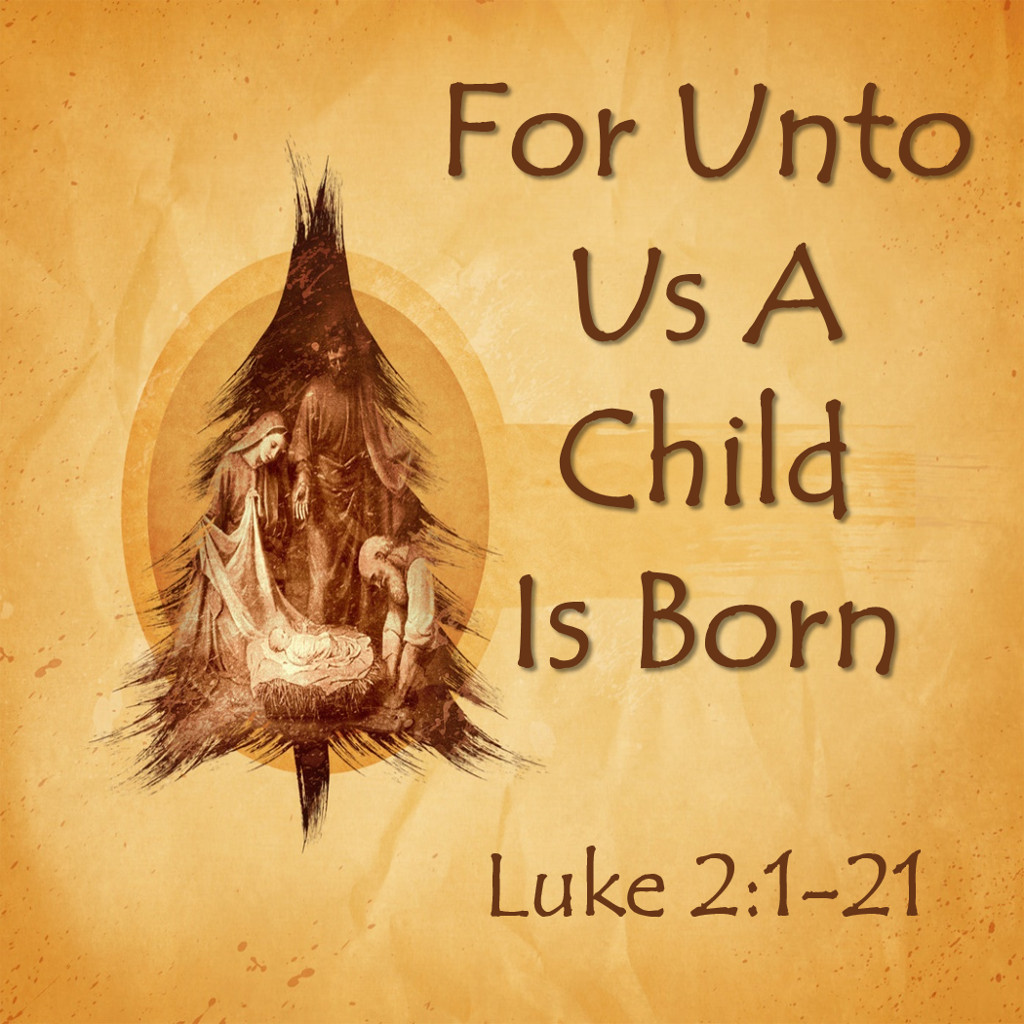 For Unto
Us A
Child
Is Born
Luke 2:1-21